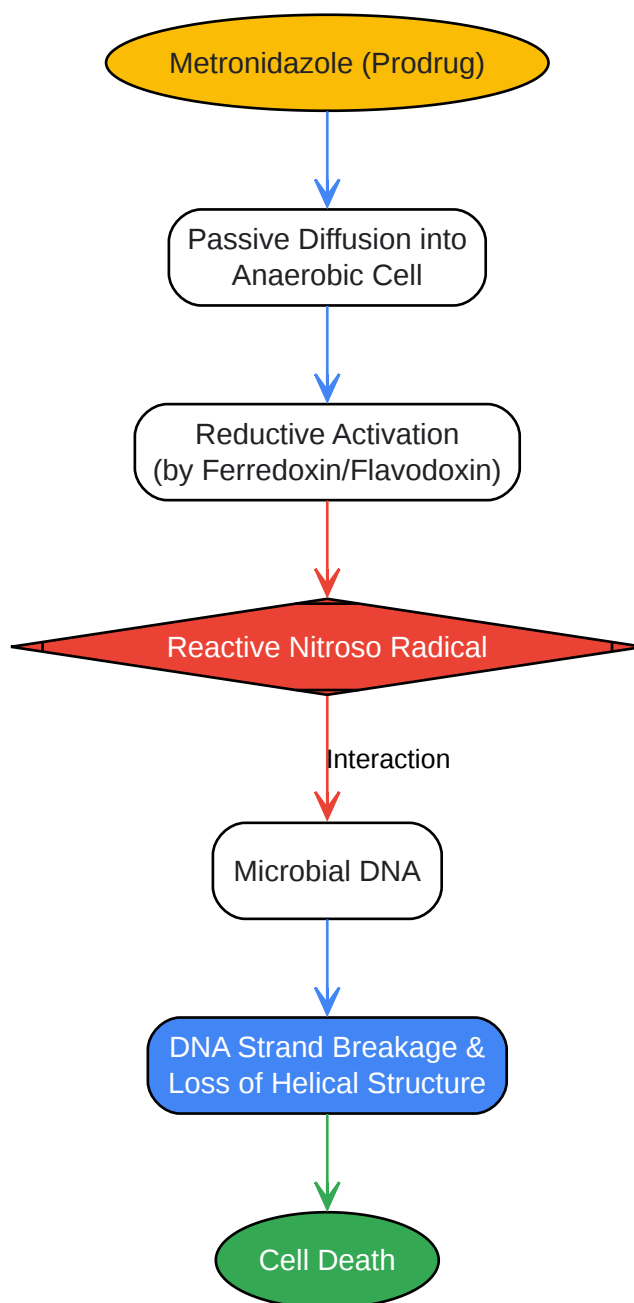 Metronidazole (Prodrug)
Passive Diffusion into
Anaerobic Cell
Reductive Activation
(by Ferredoxin/Flavodoxin)
Reactive Nitroso Radical
Interaction
Microbial DNA
DNA Strand Breakage &
Loss of Helical Structure
Cell Death